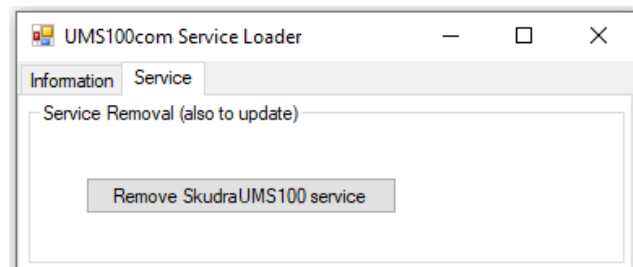 UMS100com Service Loader
Information Service
Service Removal (also to update)
Remove SkudraUMS100 service